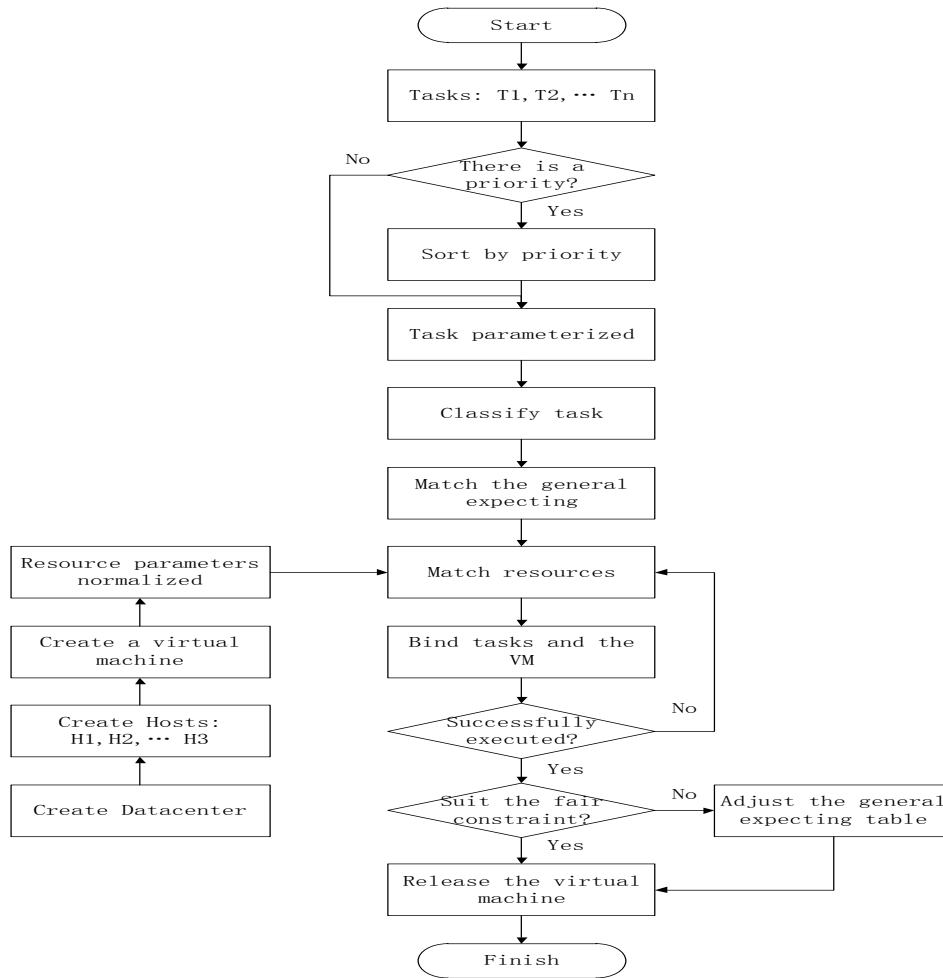 Start
Tasks: T1,T2,··· Tn
No
There is a
priority?
Yes
Sort by priority
Task parameterized
Classify task
Match the general
expecting
Resource parameters
normalized
Match resources
Create a virtual
machine
Bind tasks and the
VM
Create Hosts:
H1,H2,··· H3
Successfully
executed?
No
Yes
Create Datacenter
Suit the fair
constraint?
No
Adjust the general
expecting table
Yes
Release the virtual
machine
Finish